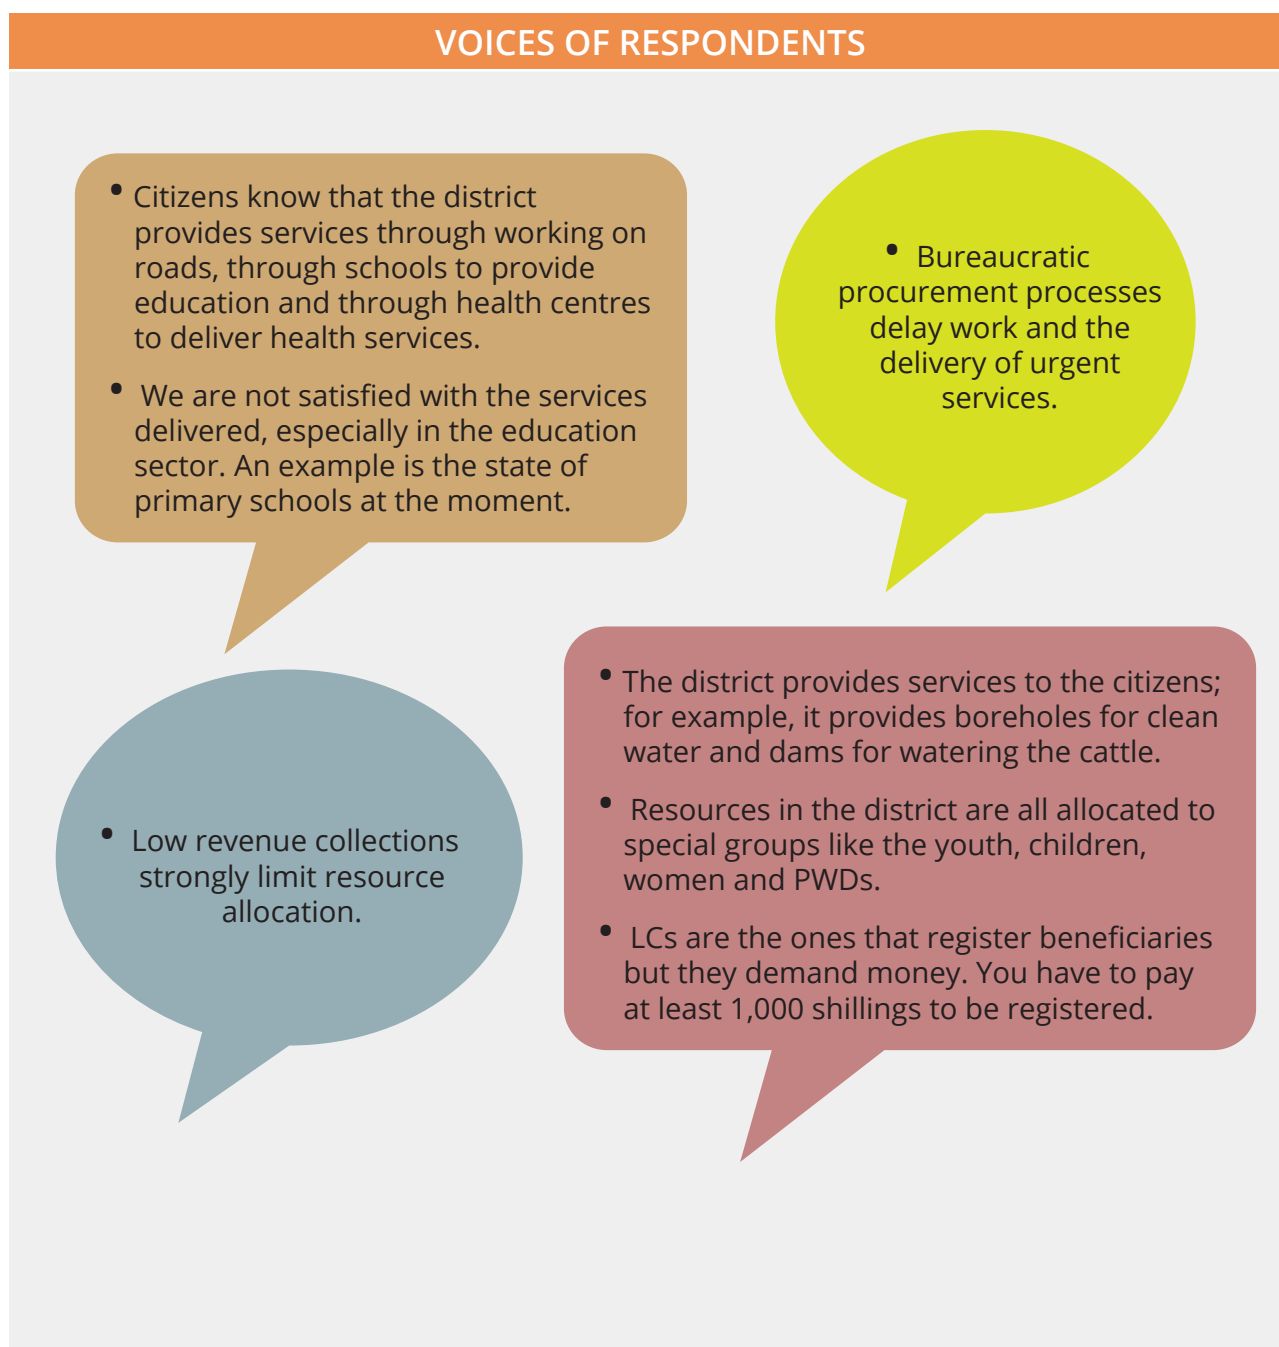 VOICES OF RESPONDENTS
• Citizens know that the district
provides services through working on
roads, through schools to provide
education and through health centres
to deliver health services.
• We are not satisfied with the services
delivered, especially in the education
sector. An example is the state of
primary schools at the moment.
• Bureaucratic
procurement processes
delay work and the
delivery of urgent
services.
• Low revenue collections
strongly limit resource
allocation.
• The district provides services to the citizens;
for example, it provides boreholes for clean
water and dams for watering the cattle.
• Resources in the district are all allocated to
special groups like the youth, children,
women and PWDs.
• LCs are the ones that register beneficiaries
but they demand money. You have to pay
at least 1,000 shillings to be registered.